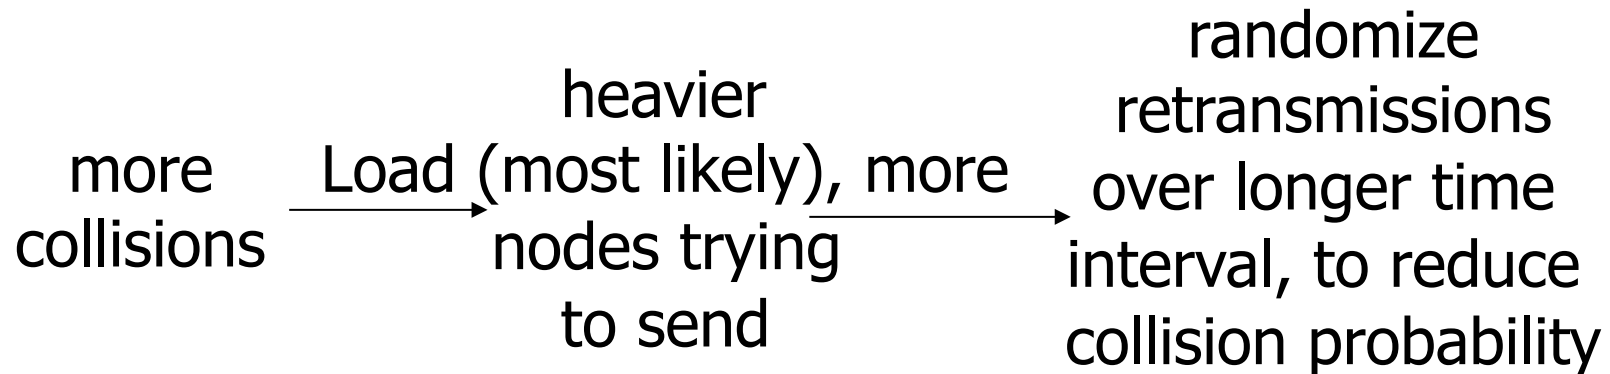 more
collisions
heavier
Load (most likely), more
nodes trying
to send
randomize
retransmissions
over longer time
interval, to reduce
collision probability